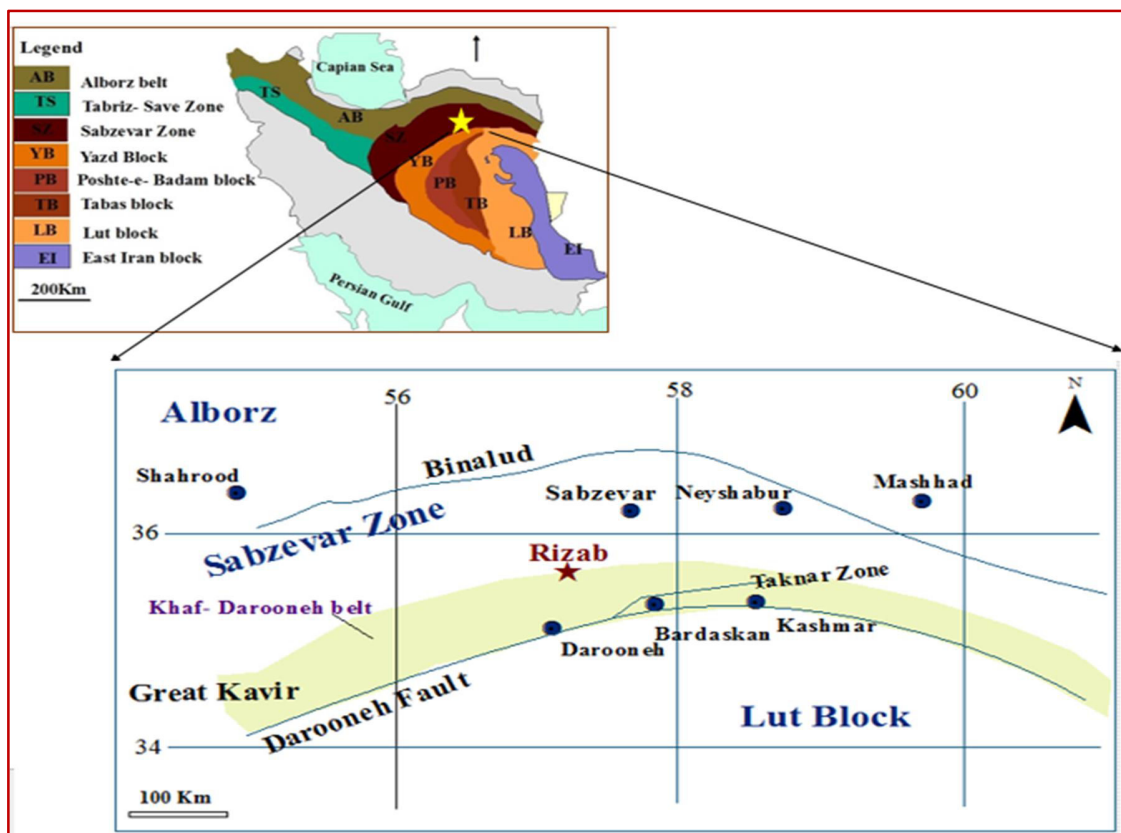 Legend
AB Alborz belt
TS Tabriz- Save Zone
SZ Sabzevar Zone
YB Yazd Block
PB Poshte-e- Badam block
TB Tabas block
LB Lut block
EI East Iran block
200Km
Capian Sea
TS
AB
SZ
YB
PB
TB
LB
EI
Persian Gulf
56
58
60
N
Alborz
Binalud
Shahrood
Sabzevar
Neyshabur
Mashhad
36
Sabzevar Zone
Rizab
Taknar Zone
Khaf- Darooneh belt
Bardaskan
Kashmar
Darooneh
Great Kavir
Darooneh Fault
Lut Block
34
100 Km